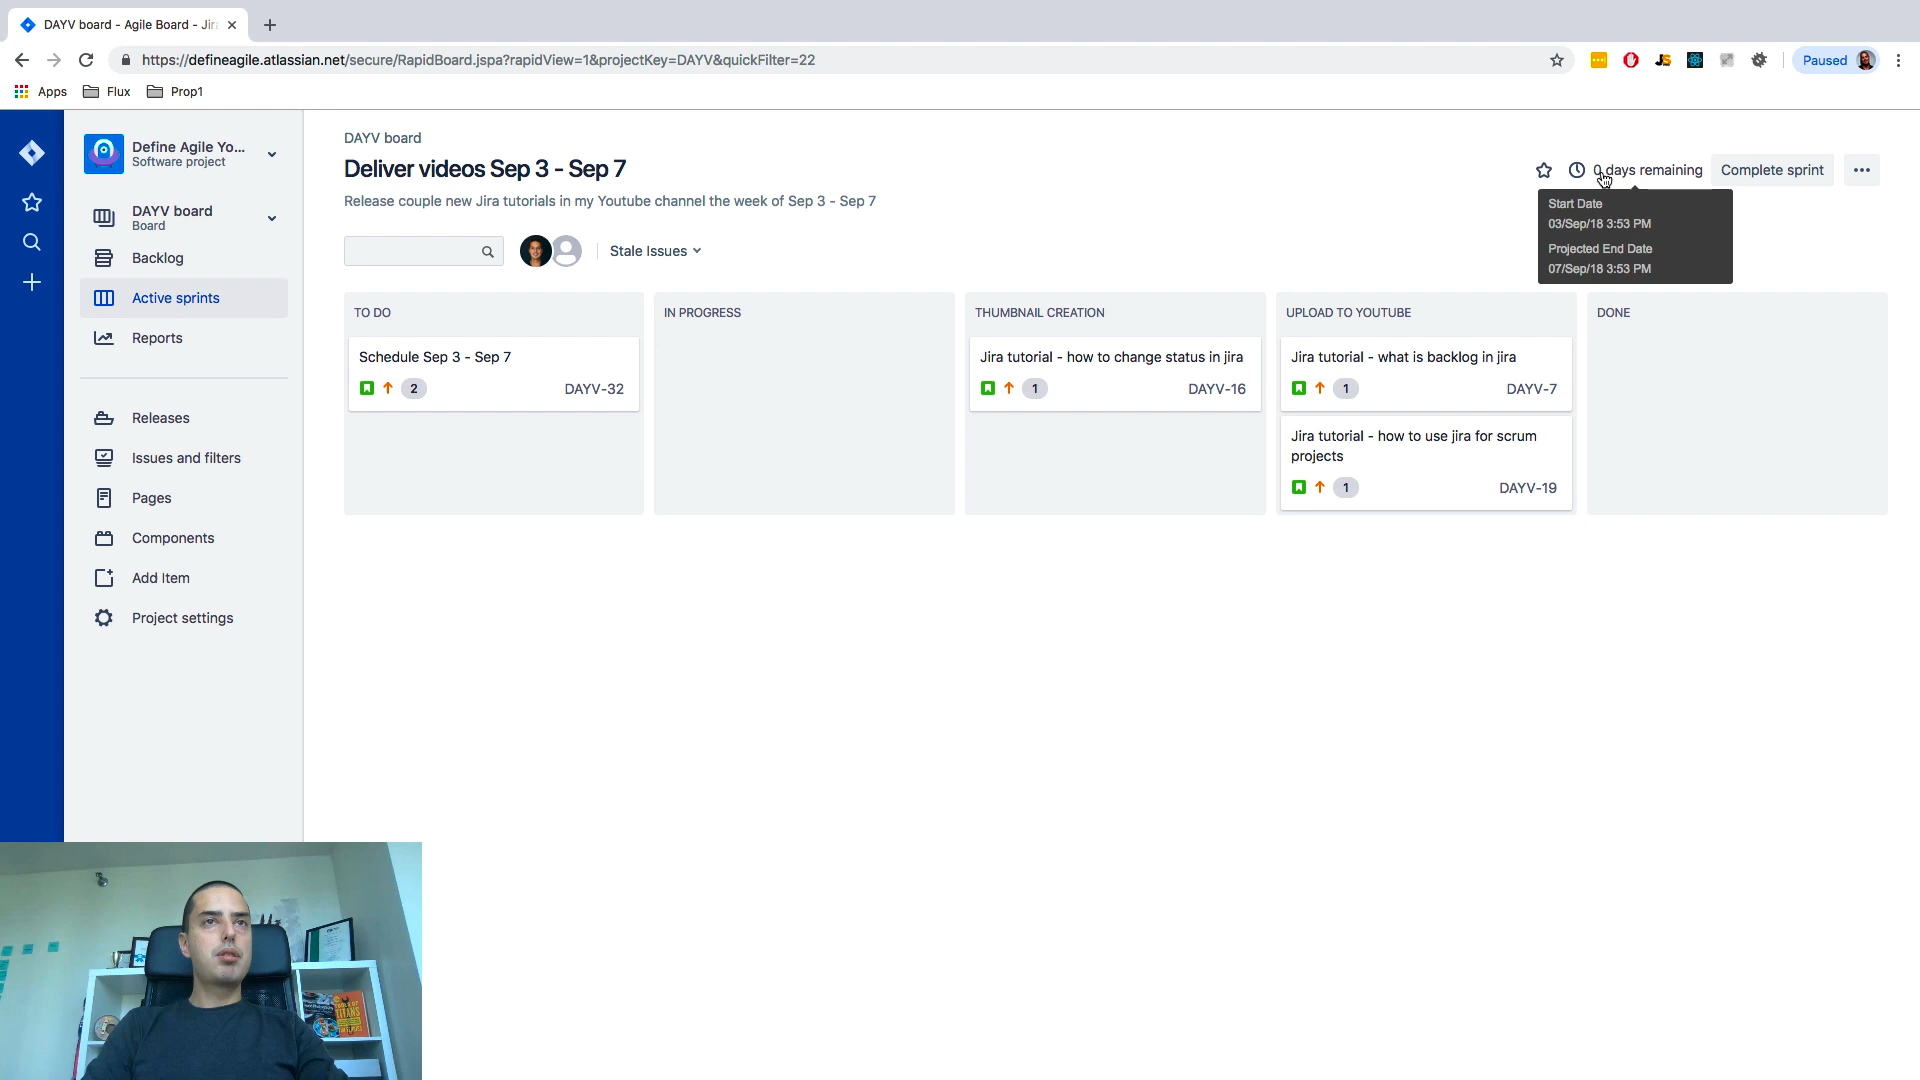 DAYV board - Agile Board - Jir
https://defineagile.atlassian.net/secure/RapidBoard.jspa?rapidView=1&projectKey=DAYV&quickFilter=22
JS
Paused
Apps
Flux
Prop1
Define Agile Yo...
Software project
DAYV board
Board
Backlog
Active sprints
Reports
Releases
Issues and filters
Pages
Components
Add Item
Project settings
DAYV board
Deliver videos Sep 3 - Sep 7
Release couple new Jira tutorials in my Youtube channel the week of Sep 3 - Sep 7
0 days remaining
Complete sprint
Start Date
03/Sep/18 3:53 PM
Projected End Date
07/Sep/18 3:53 PM
Stale Issues
TO DO
Schedule Sep 3 - Sep 7
2
DAYV-32
IN PROGRESS
THUMBNAIL CREATION
Jira tutorial - how to change status in jira
1
DAYV-16
UPLOAD TO YOUTUBE
Jira tutorial - what is backlog in jira
1
DAYV-7
Jira tutorial - how to use jira for scrum
projects
1
DAYV-19
DONE
TOOLS OF
TITANS